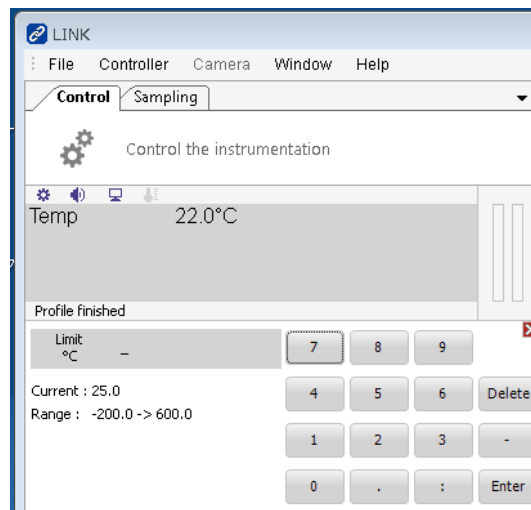 LINK
File Controller Camera Window Help
Control Sampling
Control the instrumentation
Temp 22.0°C
Profile finished
Limit
°C –
7 8 9
Current : 25.0
4 5 6 Delete
Range : -200.0 -> 600.0
1 2 3 -
0 . : Enter